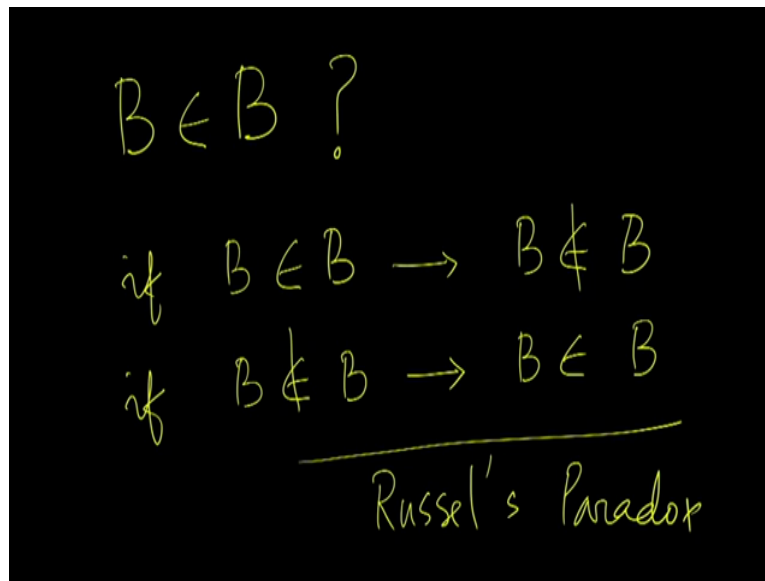 B ∈ B ?
if B ∈ B → B ∉ B
if B ∉ B → B ∈ B
Russel's Paradox